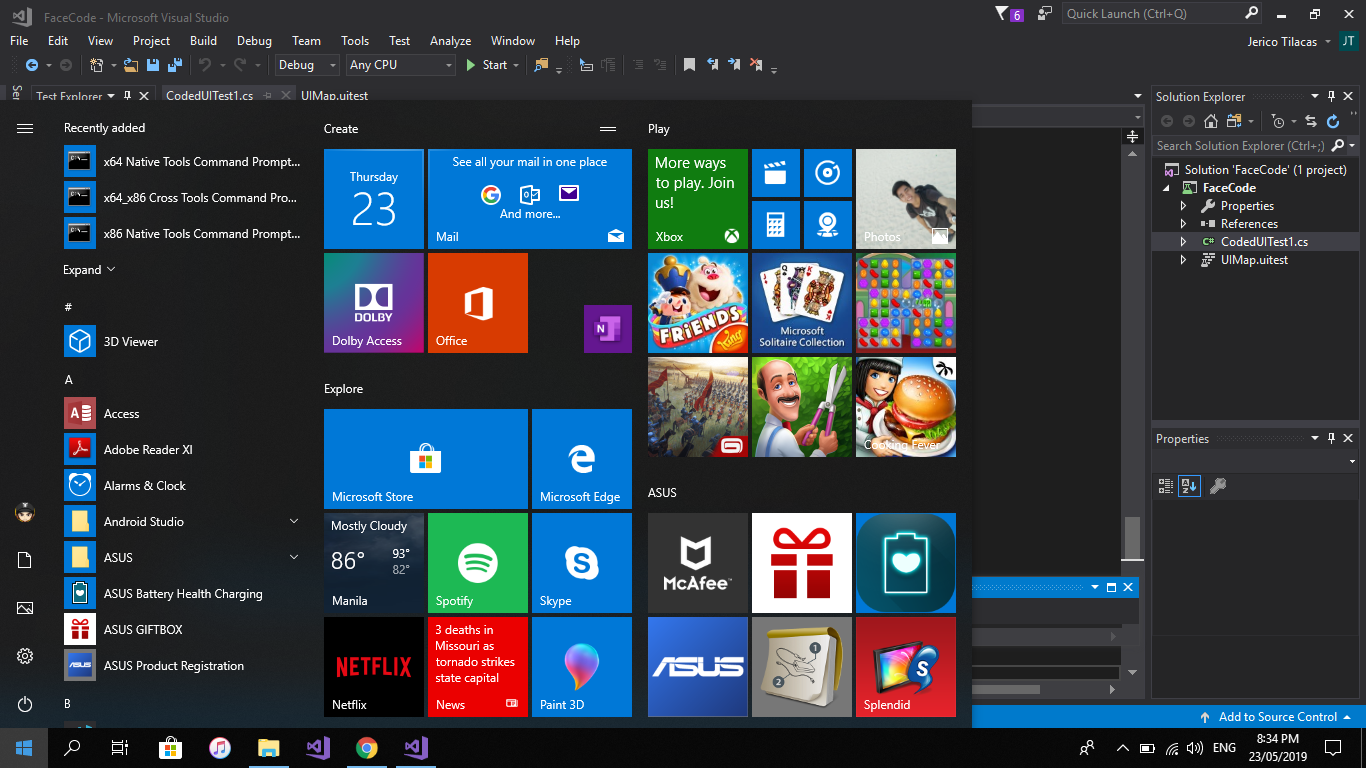 FaceCode - Microsoft Visual Studio
6
Quick Launch (Ctrl+Q)
File Edit View Project Build Debug Team Tools Test Analyze Window Help
Jerico Tilacas
JT
Debug
Any CPU
Start
Test Explorer
CodedUITest1.cs
UIMap.uitest
Recently added
x64 Native Tools Command Prompt...
x64_x86 Cross Tools Command Pro...
x86 Native Tools Command Prompt...
Expand
#
3D Viewer
A
Access
Adobe Reader XI
Alarms & Clock
Android Studio
ASUS
ASUS Battery Health Charging
ASUS GIFTBOX
ASUS Product Registration
B
Create
Thursday
23
See all your mail in one place
And more...
Mail
DOLBY
Dolby Access
Office
N
Explore
Microsoft Store
Microsoft Edge
Mostly Cloudy
86°
93°
82°
Manila
Spotify
Skype
NETFLIX
Netflix
3 deaths in
Missouri as
tornado strikes
state capital
News
Paint 3D
Play
More ways
to play. Join
us!
Xbox
Photos
FRIENDS
King
Microsoft
Solitaire Collection
Cooking Fever
ASUS
McAfee™
ASUS
1
2
S
Splendid
Solution Explorer
Search Solution Explorer (Ctrl+;)
Solution 'FaceCode' (1 project)
FaceCode
Properties
References
C# CodedUITest1.cs
UIMap.uitest
Properties
Add to Source Control
ENG
8:34 PM
23/05/2019